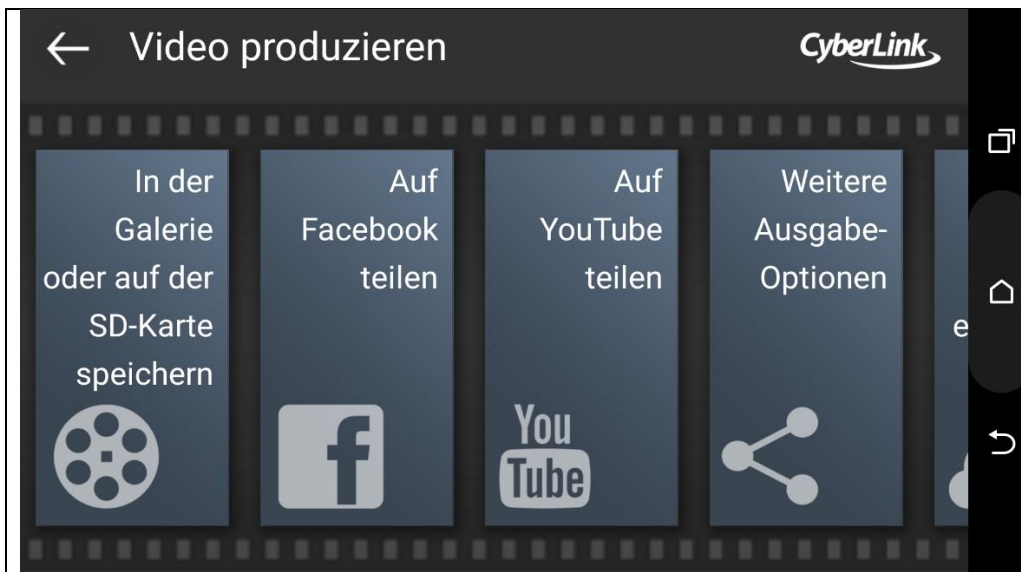 Video produzieren
CyberLink
In der
Galerie
oder auf der
SD-Karte
speichern
Auf
Facebook
teilen
f
Auf
YouTube
teilen
You
Tube
Weitere
Ausgabe-
Optionen
e